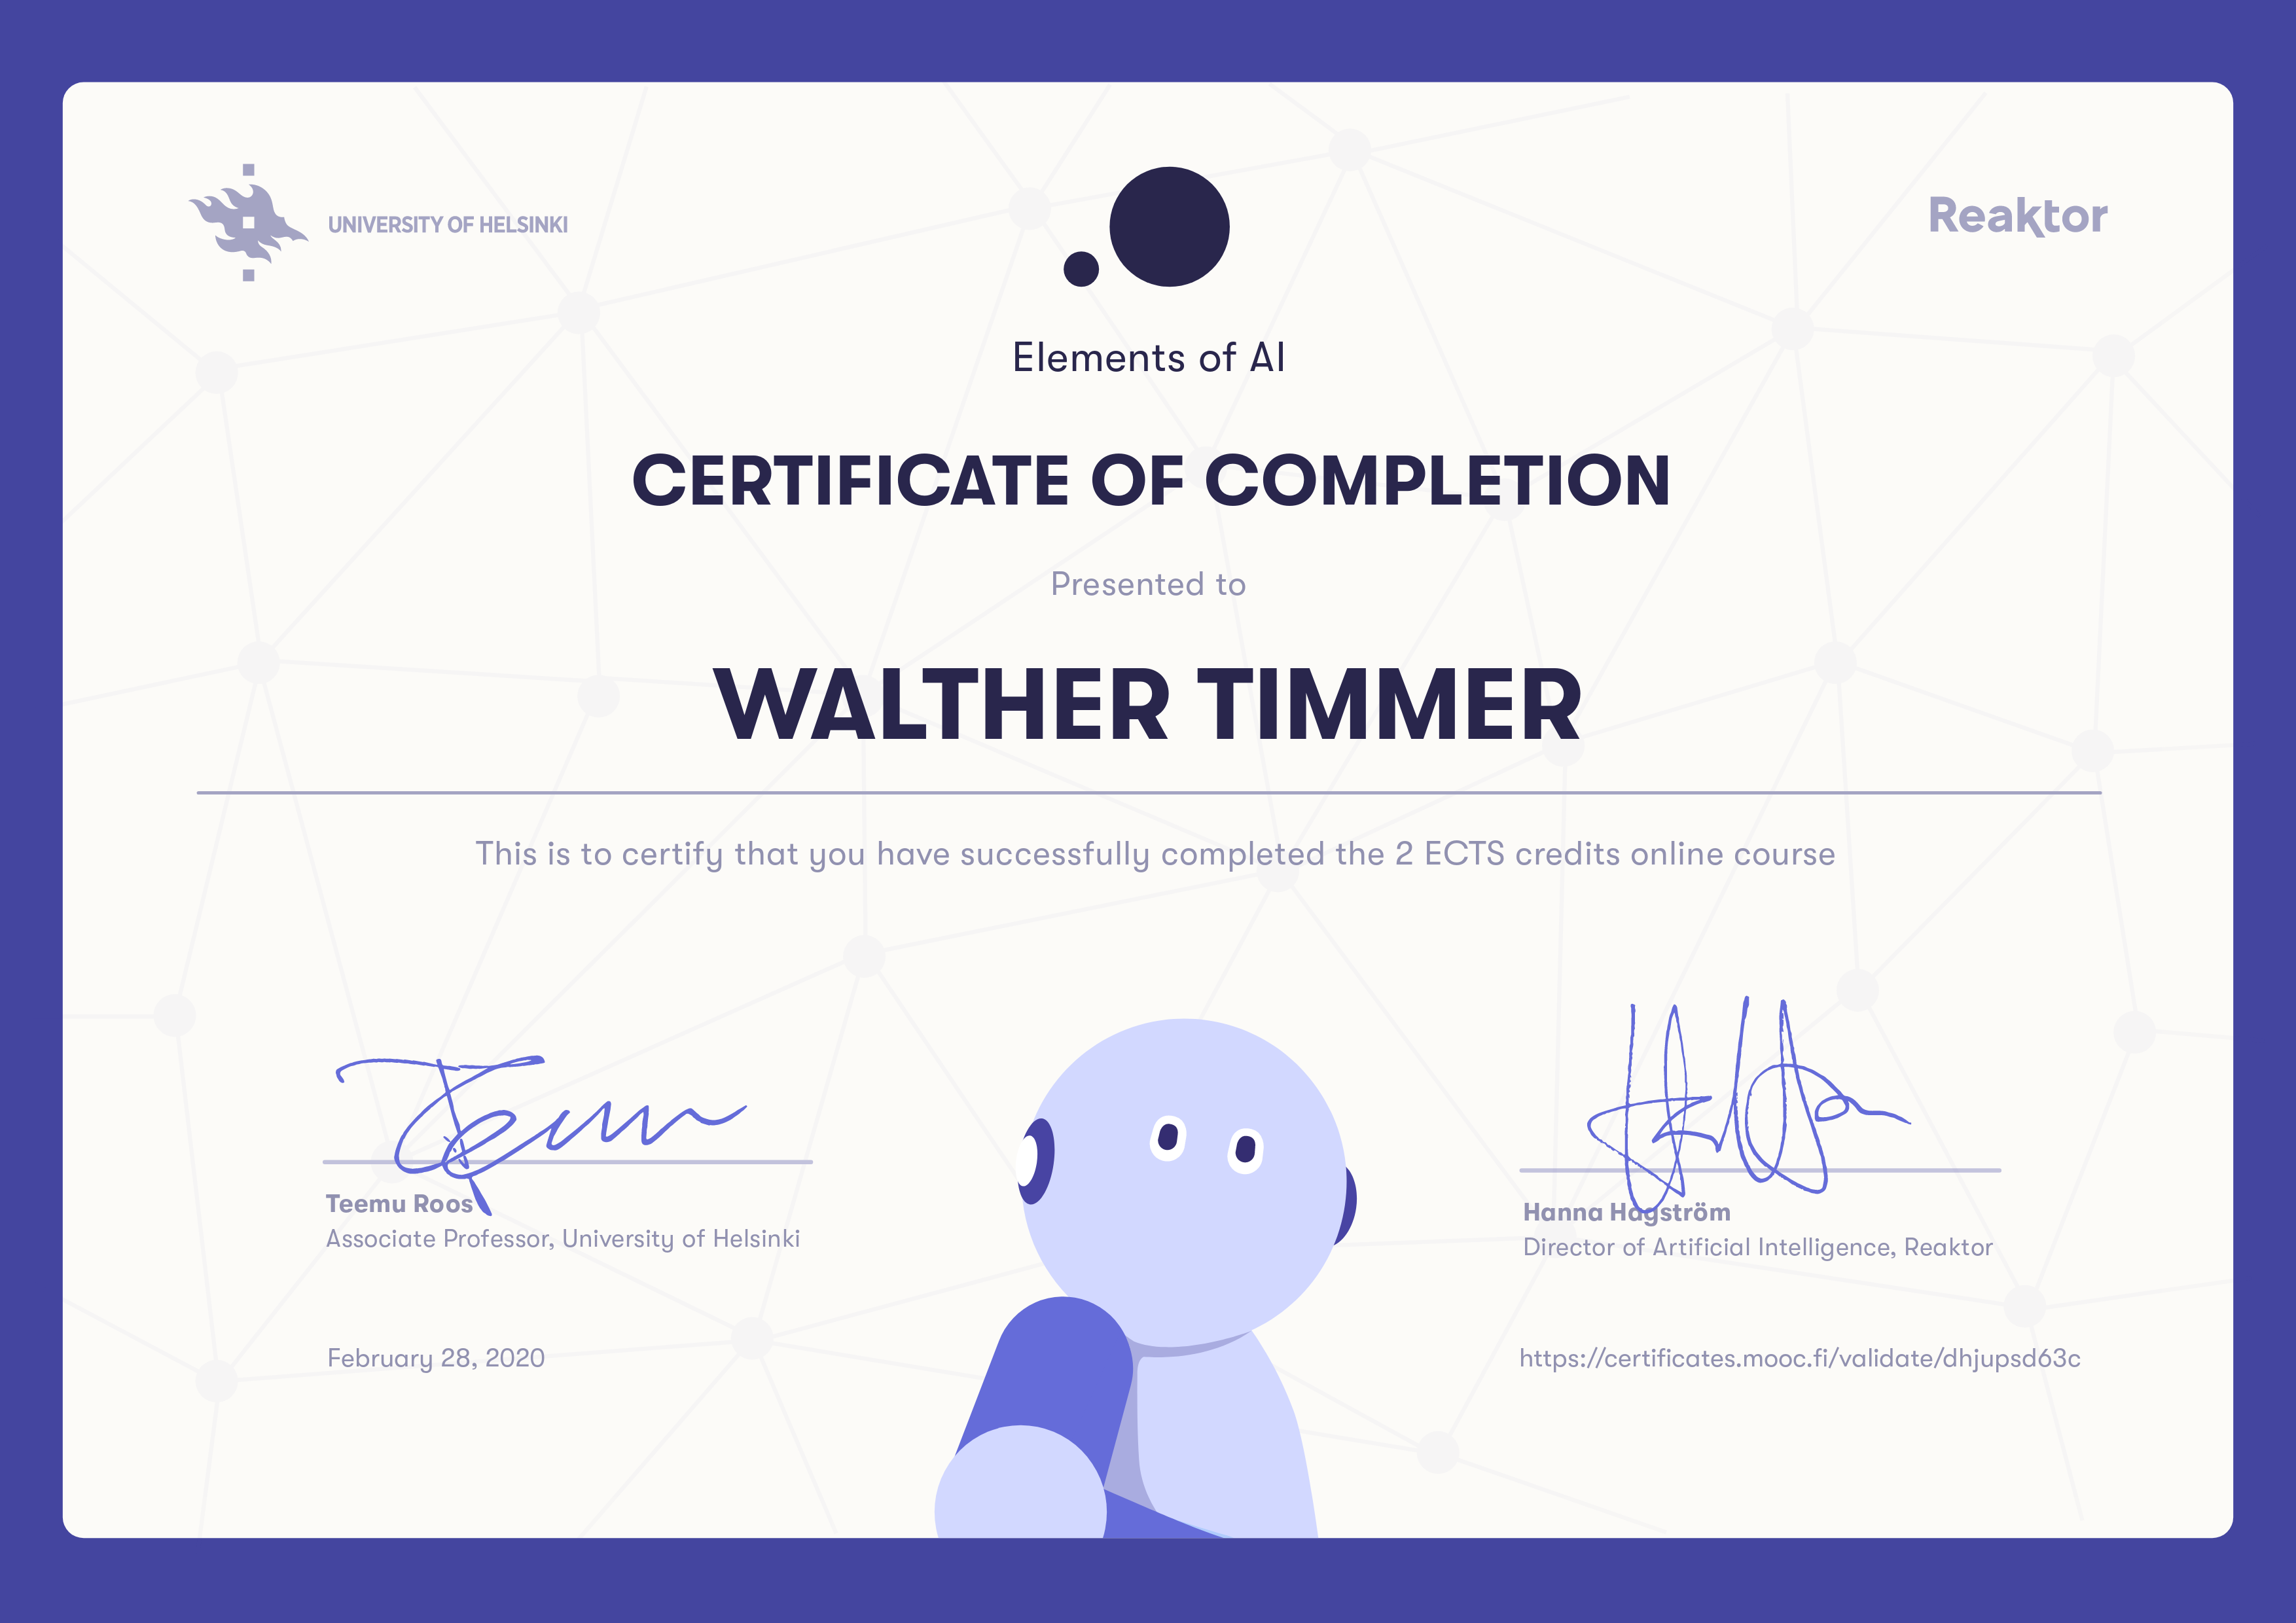 UNIVERSITY OF HELSINKI
Reaktor
Elements of AI
CERTIFICATE OF COMPLETION
Presented to
WALTHER TIMMER
This is to certify that you have successfully completed the 2 ECTS credits online course
Teemu Roos
Associate Professor, University of Helsinki
Hanna Hagström
Director of Artificial Intelligence, Reaktor
February 28, 2020
https://certificates.mooc.fi/validate/dhjupsd63c